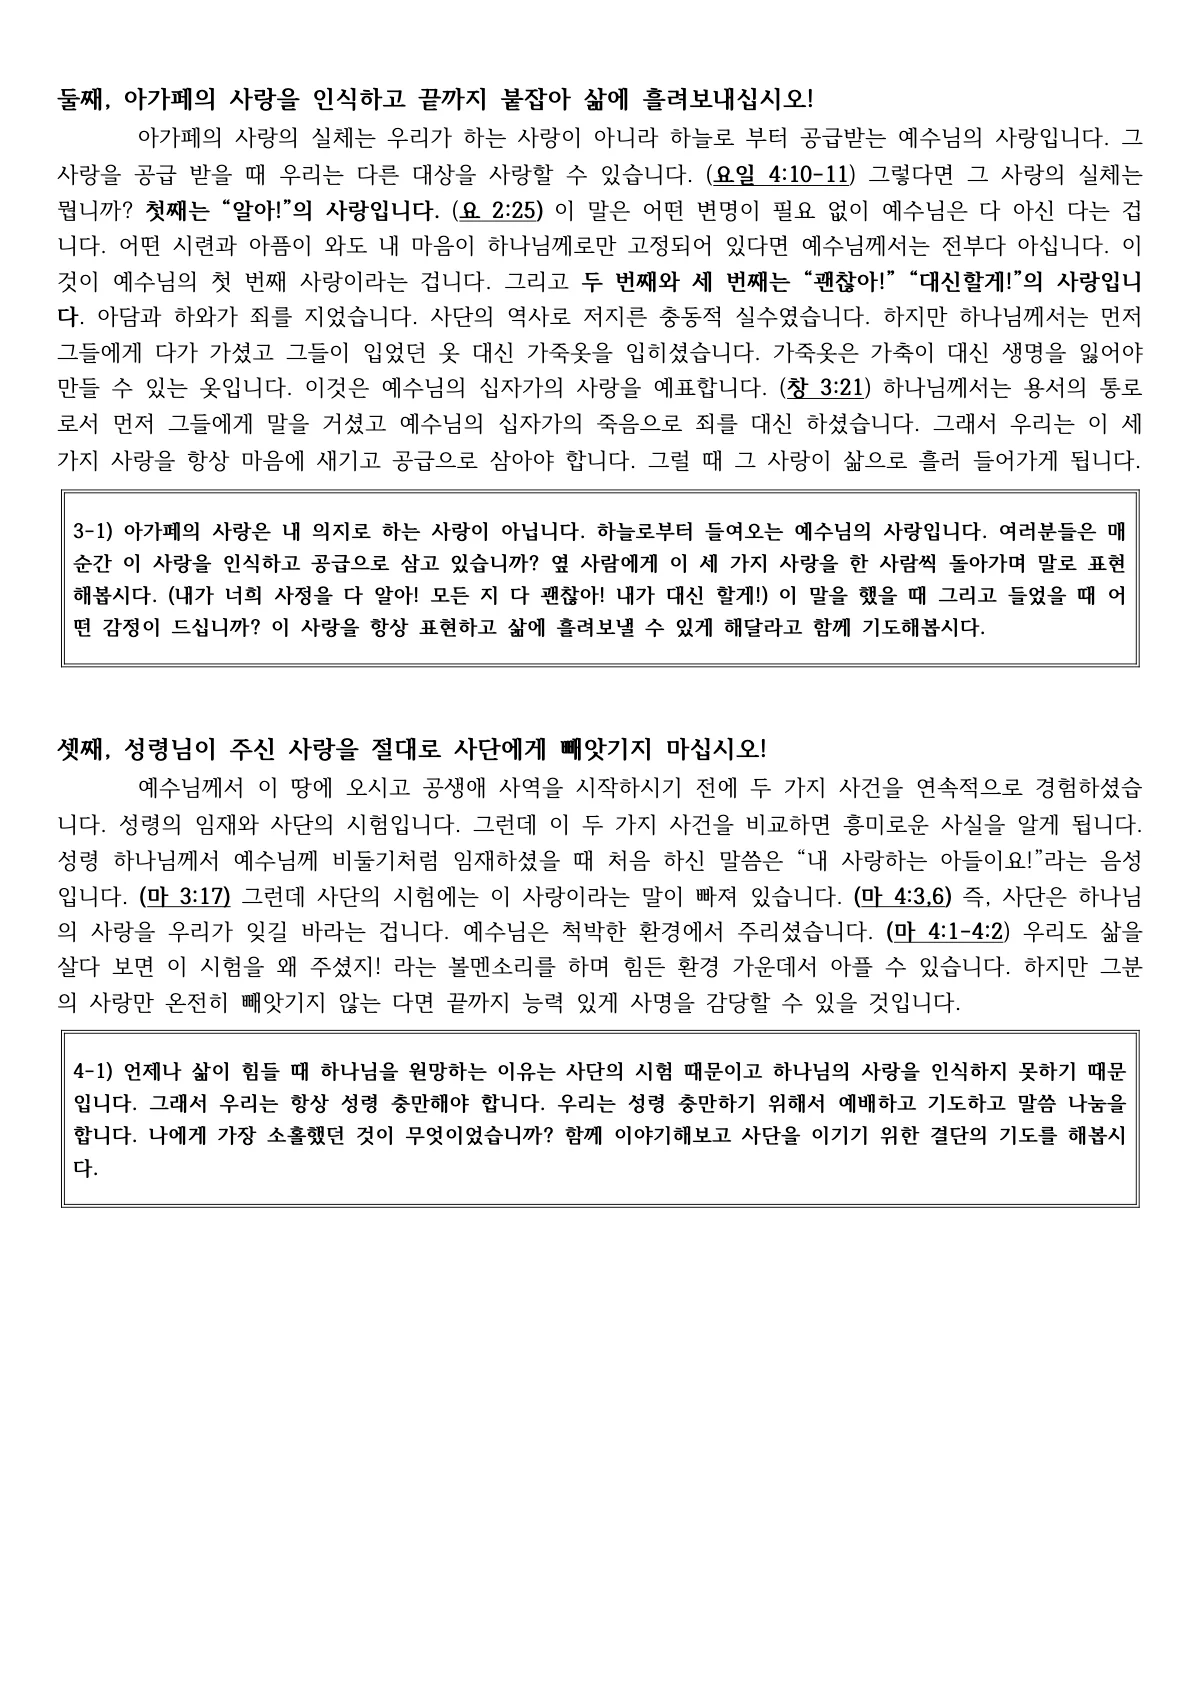 둘째, 아가페의 사랑을 인식하고 끝까지 붙잡아 삶에 흘려보내십시오!
아가페의 사랑의 실체는 우리가 하는 사랑이 아니라 하늘로 부터 공급받는 예수님의 사랑입니다. 그
사랑을 공급 받을 때 우리는 다른 대상을 사랑할 수 있습니다. (요일 4:10-11) 그렇다면 그 사랑의 실체는
뭡니까? 첫째는 “알아!”의 사랑입니다. (요 2:25) 이 말은 어떤 변명이 필요 없이 예수님은 다 아신 다는 겁
니다. 어떤 시련과 아픔이 와도 내 마음이 하나님께로만 고정되어 있다면 예수님께서는 전부다 아십니다. 이
것이 예수님의 첫 번째 사랑이라는 겁니다. 그리고 두 번째와 세 번째는 “괜찮아!” “대신할게!”의 사랑입니
다. 아담과 하와가 죄를 지었습니다. 사단의 역사로 저지른 충동적 실수였습니다. 하지만 하나님께서는 먼저
그들에게 다가 가셨고 그들이 입었던 옷 대신 가죽옷을 입히셨습니다. 가죽옷은 가축이 대신 생명을 잃어야
만들 수 있는 옷입니다. 이것은 예수님의 십자가의 사랑을 예표합니다. (창 3:21) 하나님께서는 용서의 통로
로서 먼저 그들에게 말을 거셨고 예수님의 십자가의 죽음으로 죄를 대신 하셨습니다. 그래서 우리는 이 세
가지 사랑을 항상 마음에 새기고 공급으로 삼아야 합니다. 그럴 때 그 사랑이 삶으로 흘러 들어가게 됩니다.
3-1) 아가페의 사랑은 내 의지로 하는 사랑이 아닙니다. 하늘로부터 들여오는 예수님의 사랑입니다. 여러분들은 매
순간 이 사랑을 인식하고 공급으로 삼고 있습니까? 옆 사람에게 이 세 가지 사랑을 한 사람씩 돌아가며 말로 표현
해봅시다. (내가 너희 사정을 다 알아! 모든 지 다 괜찮아! 내가 대신 할게!) 이 말을 했을 때 그리고 들었을 때 어
떤 감정이 드십니까? 이 사랑을 항상 표현하고 삶에 흘려보낼 수 있게 해달라고 함께 기도해봅시다.
셋째, 성령님이 주신 사랑을 절대로 사단에게 빼앗기지 마십시오!
예수님께서 이 땅에 오시고 공생애 사역을 시작하시기 전에 두 가지 사건을 연속적으로 경험하셨습
니다. 성령의 임재와 사단의 시험입니다. 그런데 이 두 가지 사건을 비교하면 흥미로운 사실을 알게 됩니다.
성령 하나님께서 예수님께 비둘기처럼 임재하셨을 때 처음 하신 말씀은 “내 사랑하는 아들이요!”라는 음성
입니다. (마 3:17) 그런데 사단의 시험에는 이 사랑이라는 말이 빠져 있습니다. (마 4:3,6) 즉, 사단은 하나님
의 사랑을 우리가 잊길 바라는 겁니다. 예수님은 척박한 환경에서 주리셨습니다. (마 4:1-4:2) 우리도 삶을
살다 보면 이 시험을 왜 주셨지! 라는 볼멘소리를 하며 힘든 환경 가운데서 아플 수 있습니다. 하지만 그분
의 사랑만 온전히 빼앗기지 않는 다면 끝까지 능력 있게 사명을 감당할 수 있을 것입니다.
4-1) 언제나 삶이 힘들 때 하나님을 원망하는 이유는 사단의 시험 때문이고 하나님의 사랑을 인식하지 못하기 때문
입니다. 그래서 우리는 항상 성령 충만해야 합니다. 우리는 성령 충만하기 위해서 예배하고 기도하고 말씀 나눔을
합니다. 나에게 가장 소홀했던 것이 무엇이었습니까? 함께 이야기해보고 사단을 이기기 위한 결단의 기도를 해봅시
다.